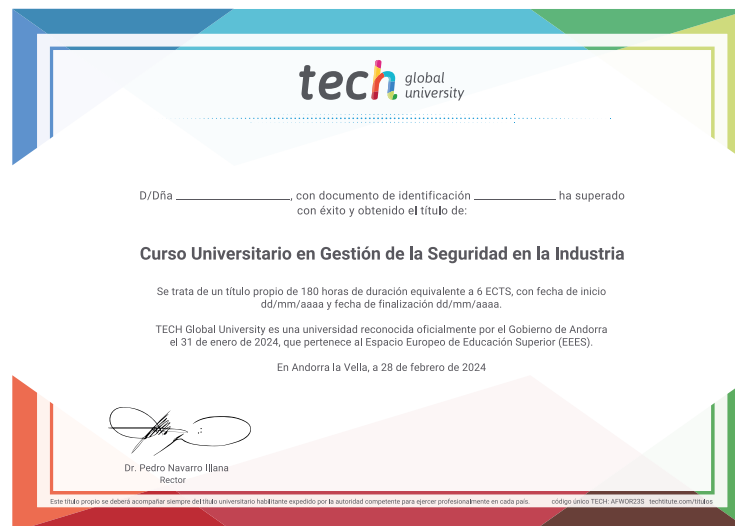 tech global university
D/Dña ____________, con documento de identificación ____________ ha superado
con éxito y obtenido el título de:
Curso Universitario en Gestión de la Seguridad en la Industria
Se trata de un título propio de 180 horas de duración equivalente a 6 ECTS, con fecha de inicio
dd/mm/aaaa y fecha de finalización dd/mm/aaaa.
TECH Global University es una universidad reconocida oficialmente por el Gobierno de Andorra
el 31 de enero de 2024, que pertenece al Espacio Europeo de Educación Superior (EEES).
En Andorra la Vella, a 28 de febrero de 2024
Dr. Pedro Navarro Illana
Rector
Este título propio se deberá acompañar siempre del título universitario habilitante expedido por la autoridad competente para ejercer profesionalmente en cada país. código único TECH: AFWOR23S techtitute.com/titulos